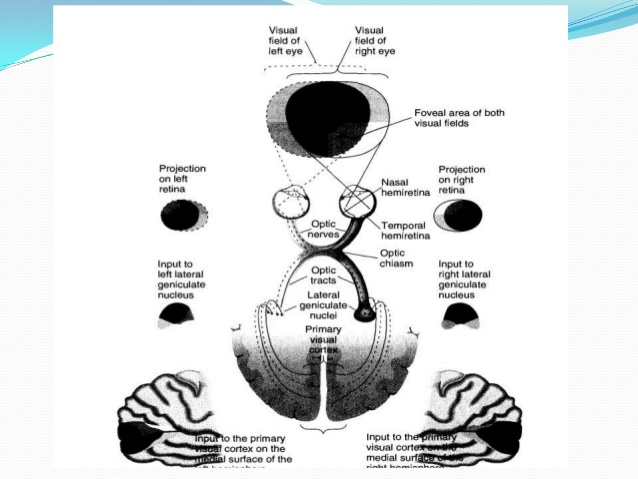 Visual
field of
left eye
Visual
field of
right eye
Foveal area of both
visual fields
Projection
on left
retina
Nasal
hemiretina
Projection
on right
retina
Optic
nerves
Temporal
hemiretina
Optic
chiasm
Input to
left lateral
geniculate
nucleus
Optic
tracts
Input to
right lateral
geniculate
nucleus
Lateral
geniculate
nuclei
Primary
visual
cortex
Input to the primary
visual cortex on the
medial surface of the
left hemisphere
Input to the primary
visual cortex on the
medial surface of the
right hemisphere